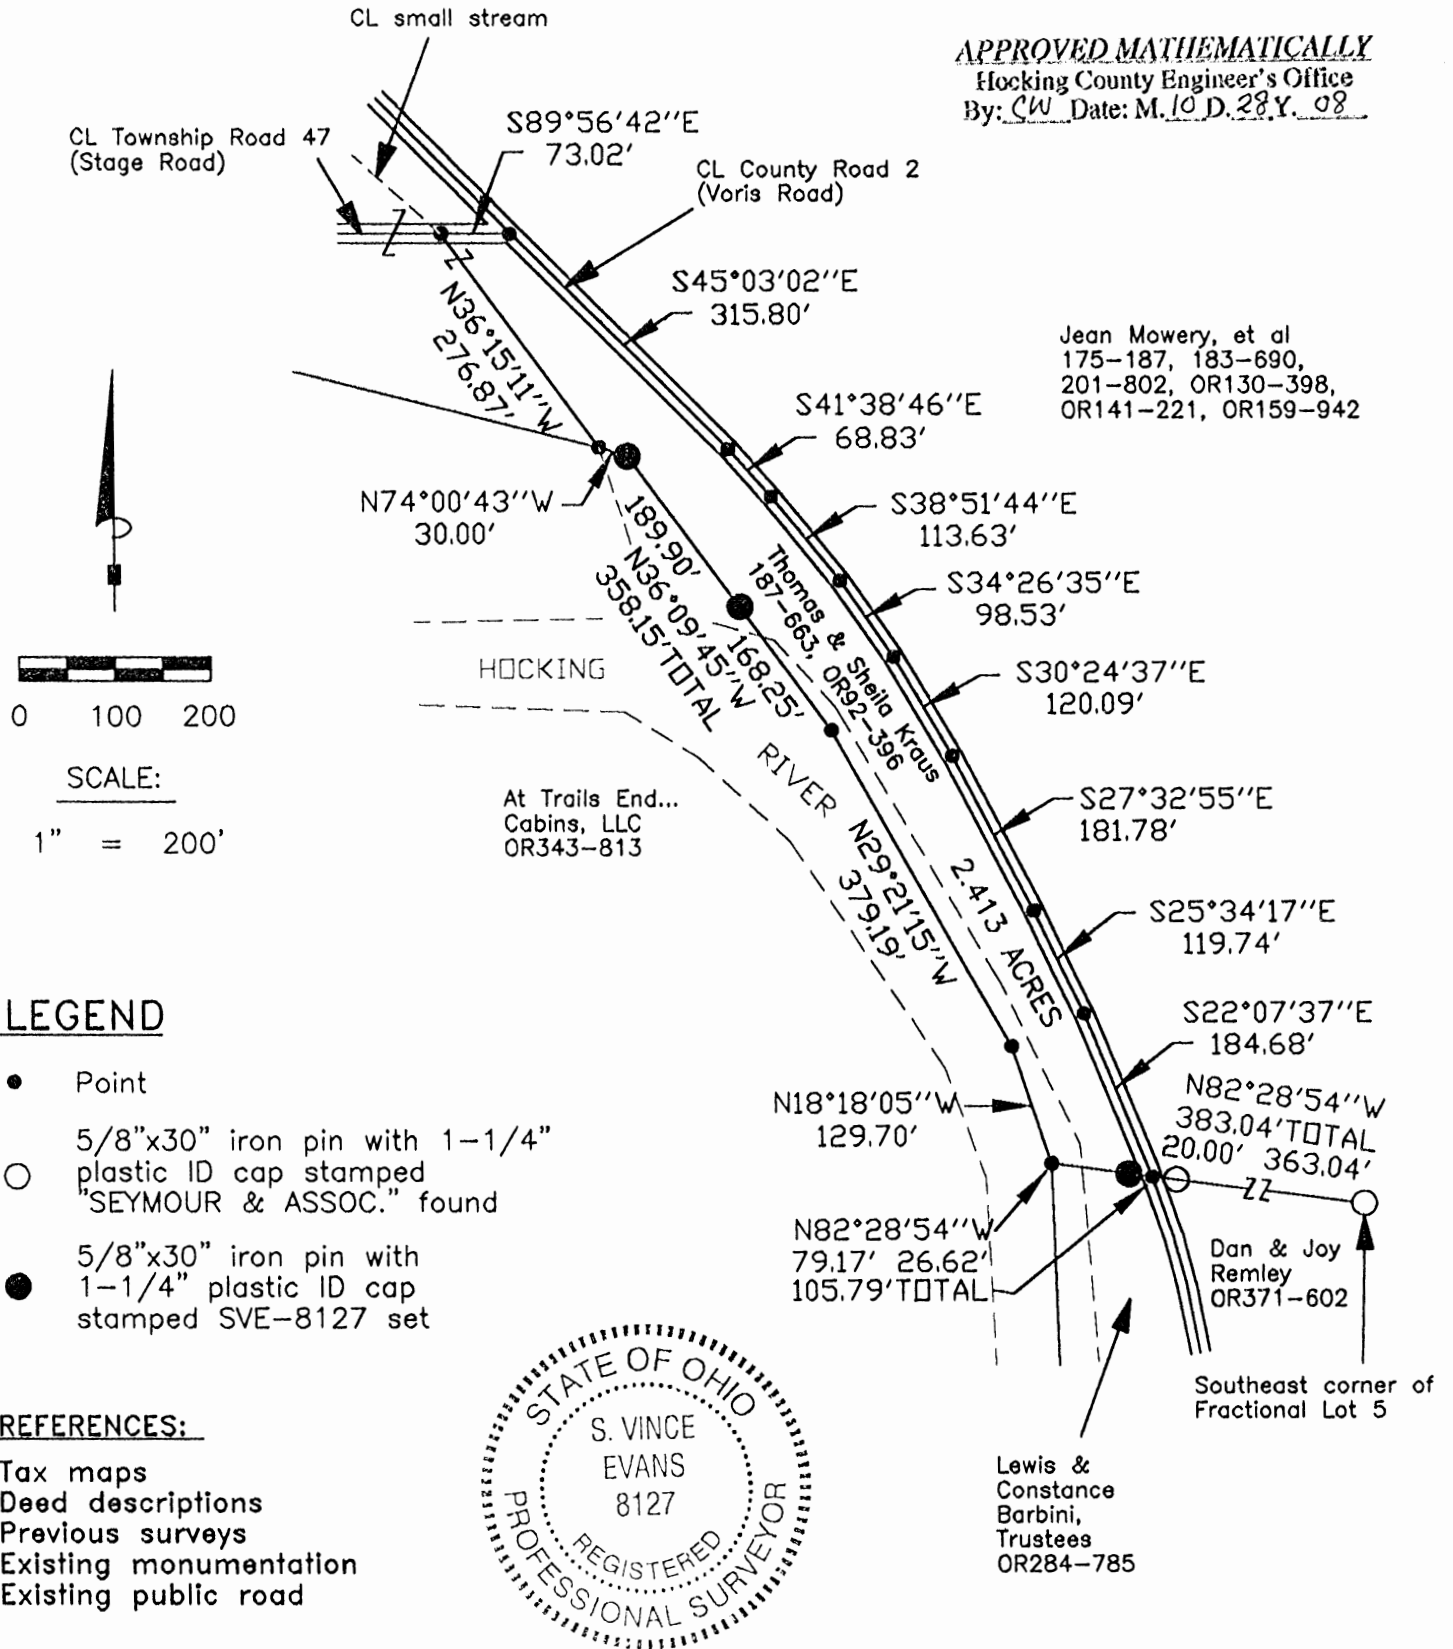 CL small stream
APPROVED MATHEMATICALLY
Hocking County Engineer's Office
By: CW Date: M. 10 D. 28 Y. 08
CL Township Road 47
(Stage Road)
S89°56'42"E
73.02'
CL County Road 2
(Voris Road)
S45°03'02"E
315.80'
N36°15'11"W
276.87'
Jean Mowery, et al
175-187, 183-690,
201-802, OR130-398,
OR141-221, OR159-942
S41°38'46"E
68.83'
N74°00'43"W
30.00'
S38°51'44"E
113.63'
189.90'
N36°09'45"W
358.15'TOTAL
168.25'
Thomas & Sheila Kraus
187-663, OR92-396
S34°26'35"E
98.53'
HOCKING
RIVER
S30°24'37"E
120.09'
0 100 200
SCALE:
1" = 200'
At Trails End...
Cabins, LLC
OR343-813
S27°32'55"E
181.78'
N29°21'15"W
379.19'
2.413 ACRES
S25°34'17"E
119.74'
S22°07'37"E
184.68'
LEGEND
Point
5/8"x30" iron pin with 1-1/4"
plastic ID cap stamped
"SEYMOUR & ASSOC." found
5/8"x30" iron pin with
1-1/4" plastic ID cap
stamped SVE-8127 set
N18°18'05"W
129.70'
N82°28'54"W
383.04'TOTAL
20.00' 363.04'
N82°28'54"W
79.17' 26.62'
105.79'TOTAL
Dan & Joy
Remley
OR371-602
Southeast corner of
Fractional Lot 5
Lewis &
Constance
Barbini,
Trustees
OR284-785
REFERENCES:
Tax maps
Deed descriptions
Previous surveys
Existing monumentation
Existing public road
STATE OF OHIO
S. VINCE
EVANS
8127
REGISTERED
PROFESSIONAL SURVEYOR